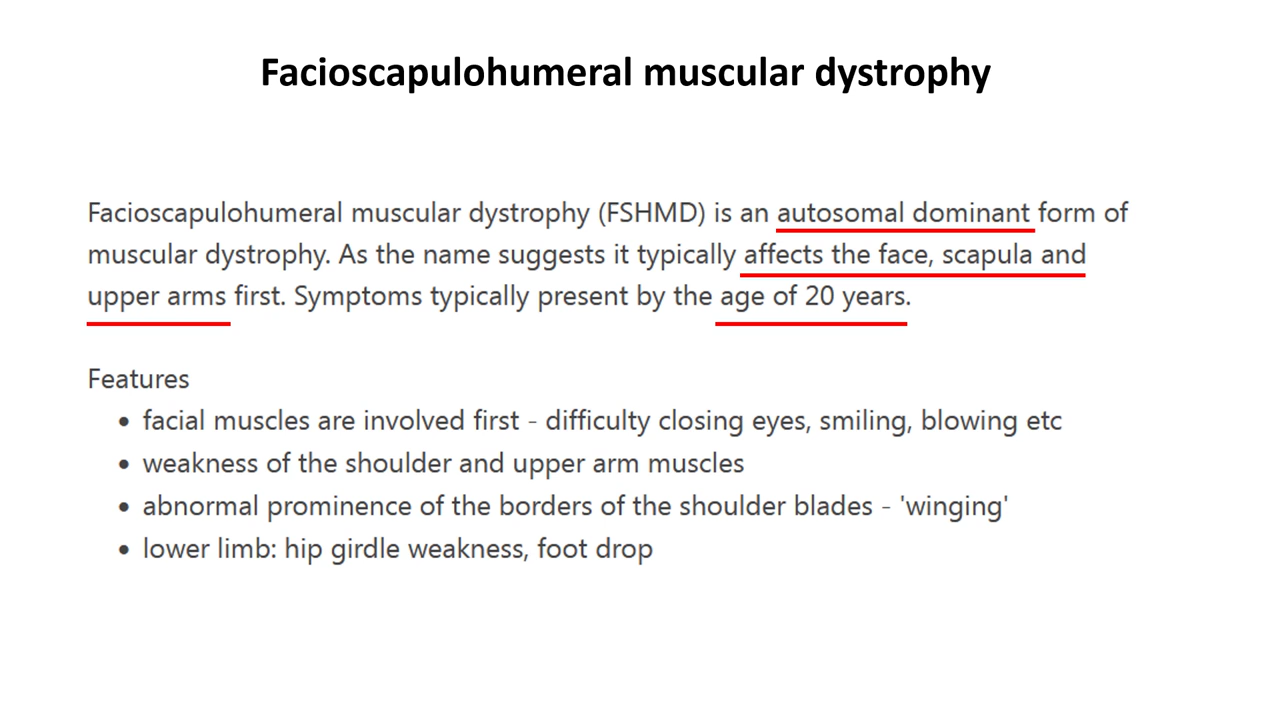 Facioscapulohumeral muscular dystrophy
Facioscapulohumeral muscular dystrophy (FSHMD) is an autosomal dominant form of
muscular dystrophy. As the name suggests it typically affects the face, scapula and
upper arms first. Symptoms typically present by the age of 20 years.
Features
• facial muscles are involved first - difficulty closing eyes, smiling, blowing etc
• weakness of the shoulder and upper arm muscles
• abnormal prominence of the borders of the shoulder blades - 'winging'
• lower limb: hip girdle weakness, foot drop